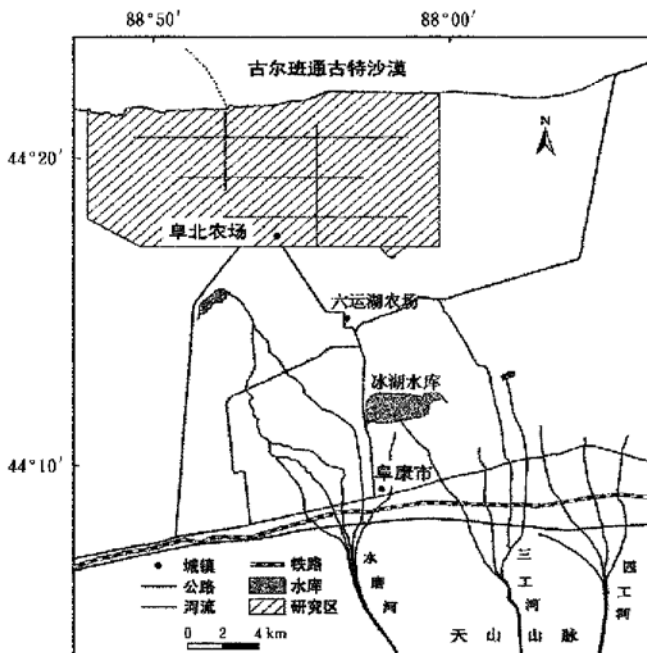 88°50′ 88°00′
古尔班通古特沙漠
N
44°20′
阜北农场
六运湖农场
冰湖水库
44°10′
阜康市
水磨河
三工河
四工河
天山山脉
城镇 铁路
公路 水库
河流 研究区
0 2 4 km